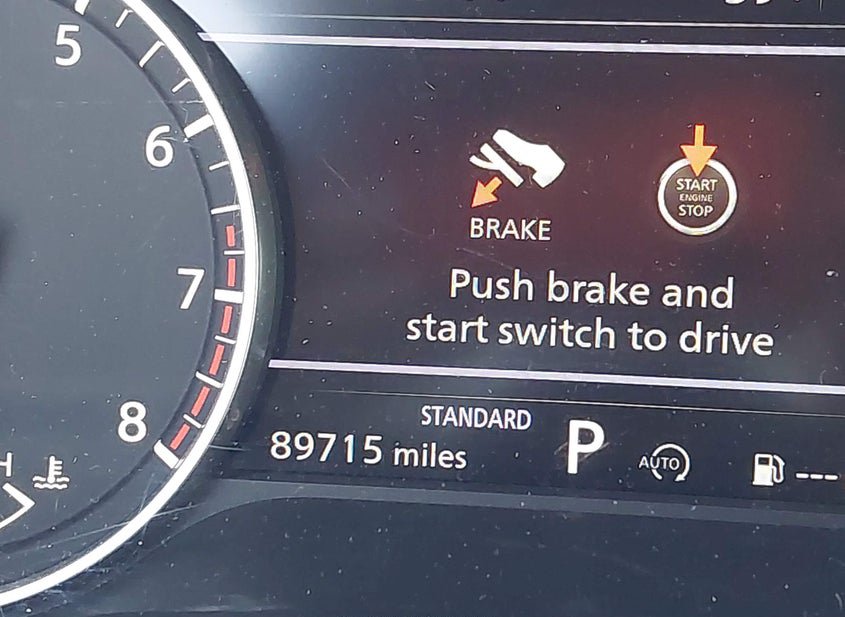 5
6
7
8
BRAKE
START
ENGINE
STOP
Push brake and
start switch to drive
STANDARD
89715 miles
P
AUTO
---
H